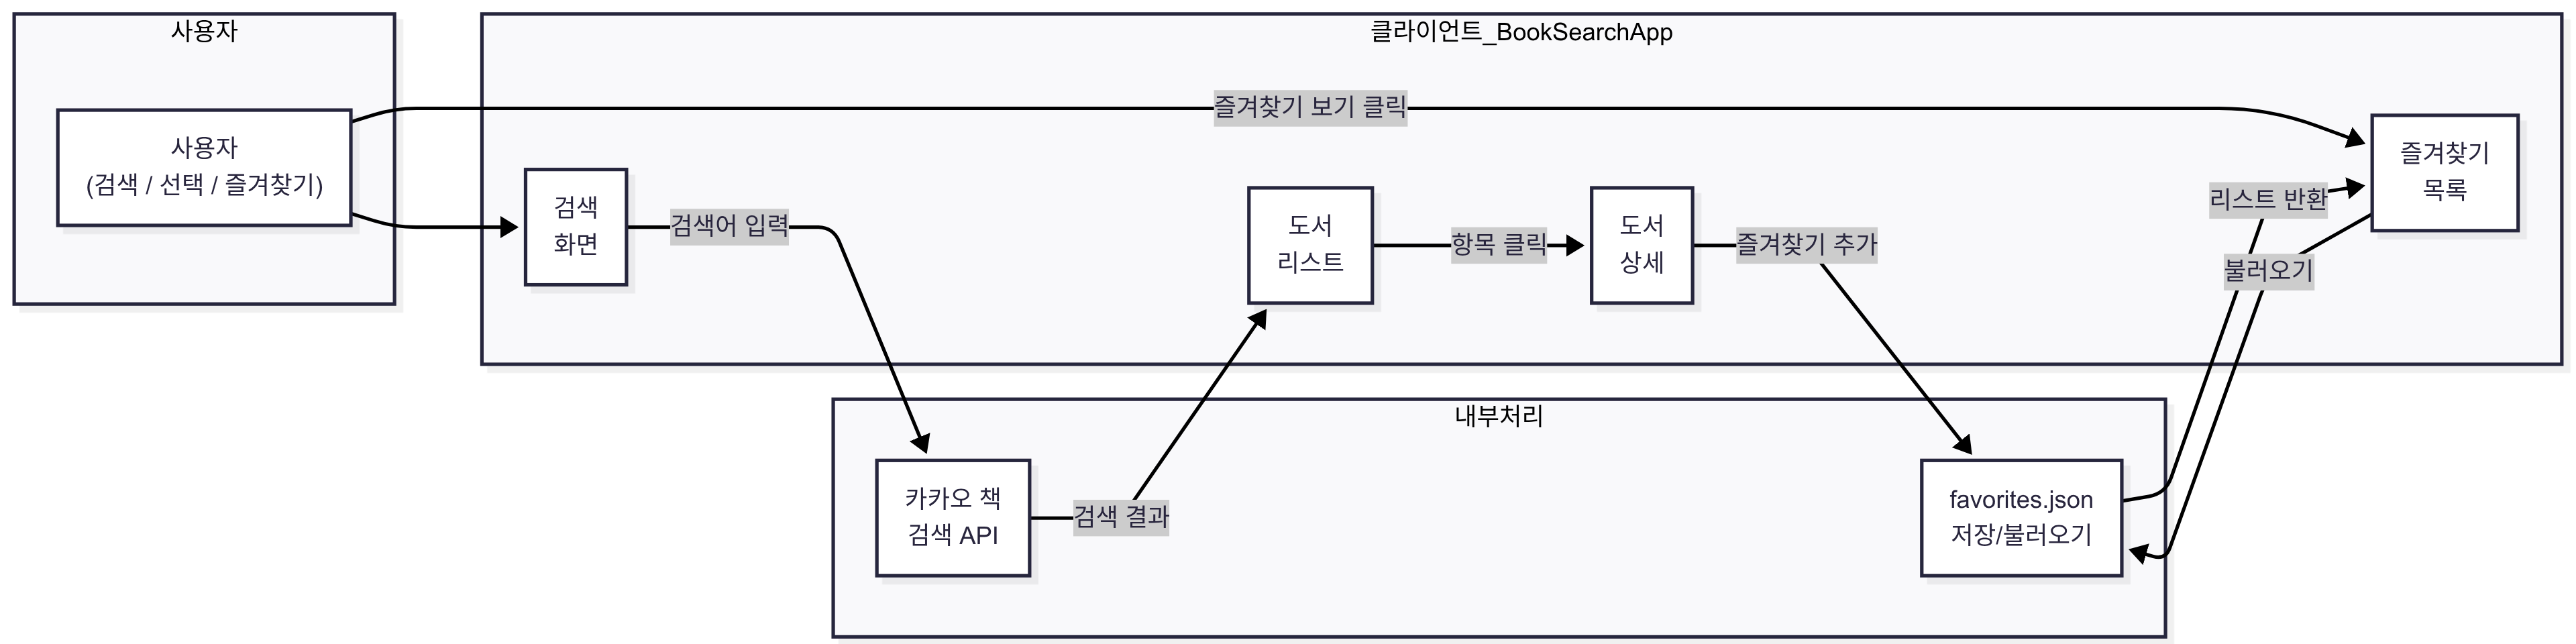 사용자
사용자
(검색 / 선택 / 즐겨찾기)
클라이언트_BookSearchApp
즐겨찾기 보기 클릭
검색
화면
검색어 입력
도서
리스트
항목 클릭
도서
상세
즐겨찾기 추가
즐겨찾기
목록
리스트 반환
불러오기
내부처리
카카오 책
검색 API
검색 결과
favorites.json
저장/불러오기